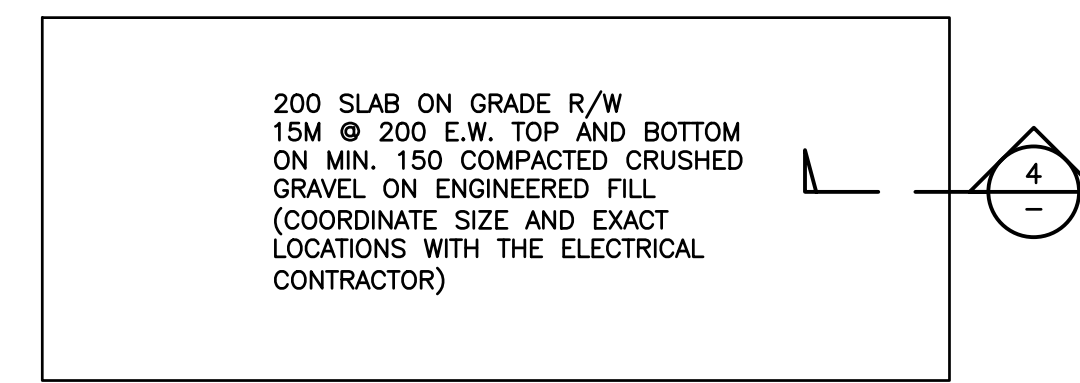 200 SLAB ON GRADE R/W
15M @ 200 E.W. TOP AND BOTTOM
ON MIN. 150 COMPACTED CRUSHED
GRAVEL ON ENGINEERED FILL
(COORDINATE SIZE AND EXACT
LOCATIONS WITH THE ELECTRICAL
CONTRACTOR)
4
-